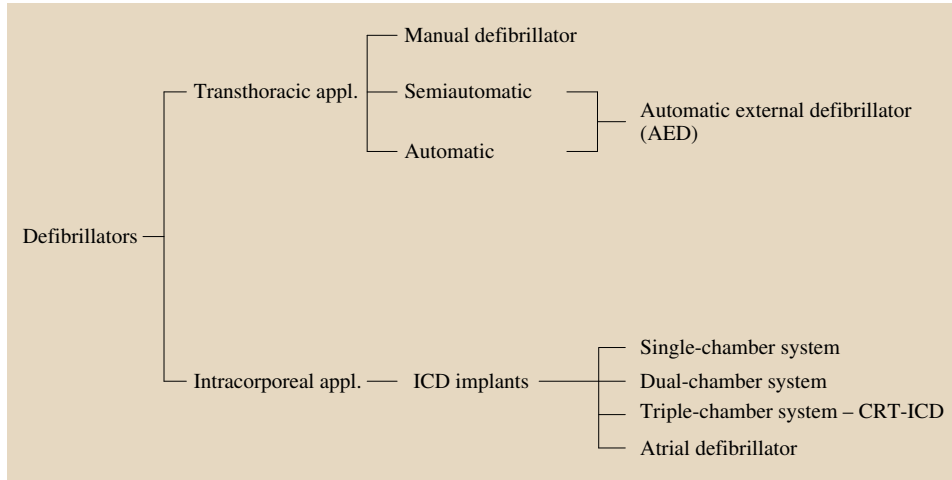 Manual defibrillator
Transthoracic appl.
Semiautomatic
Automatic external defibrillator
(AED)
Automatic
Defibrillators
Single-chamber system
Intracorporeal appl.
ICD implants
Dual-chamber system
Triple-chamber system – CRT-ICD
Atrial defibrillator